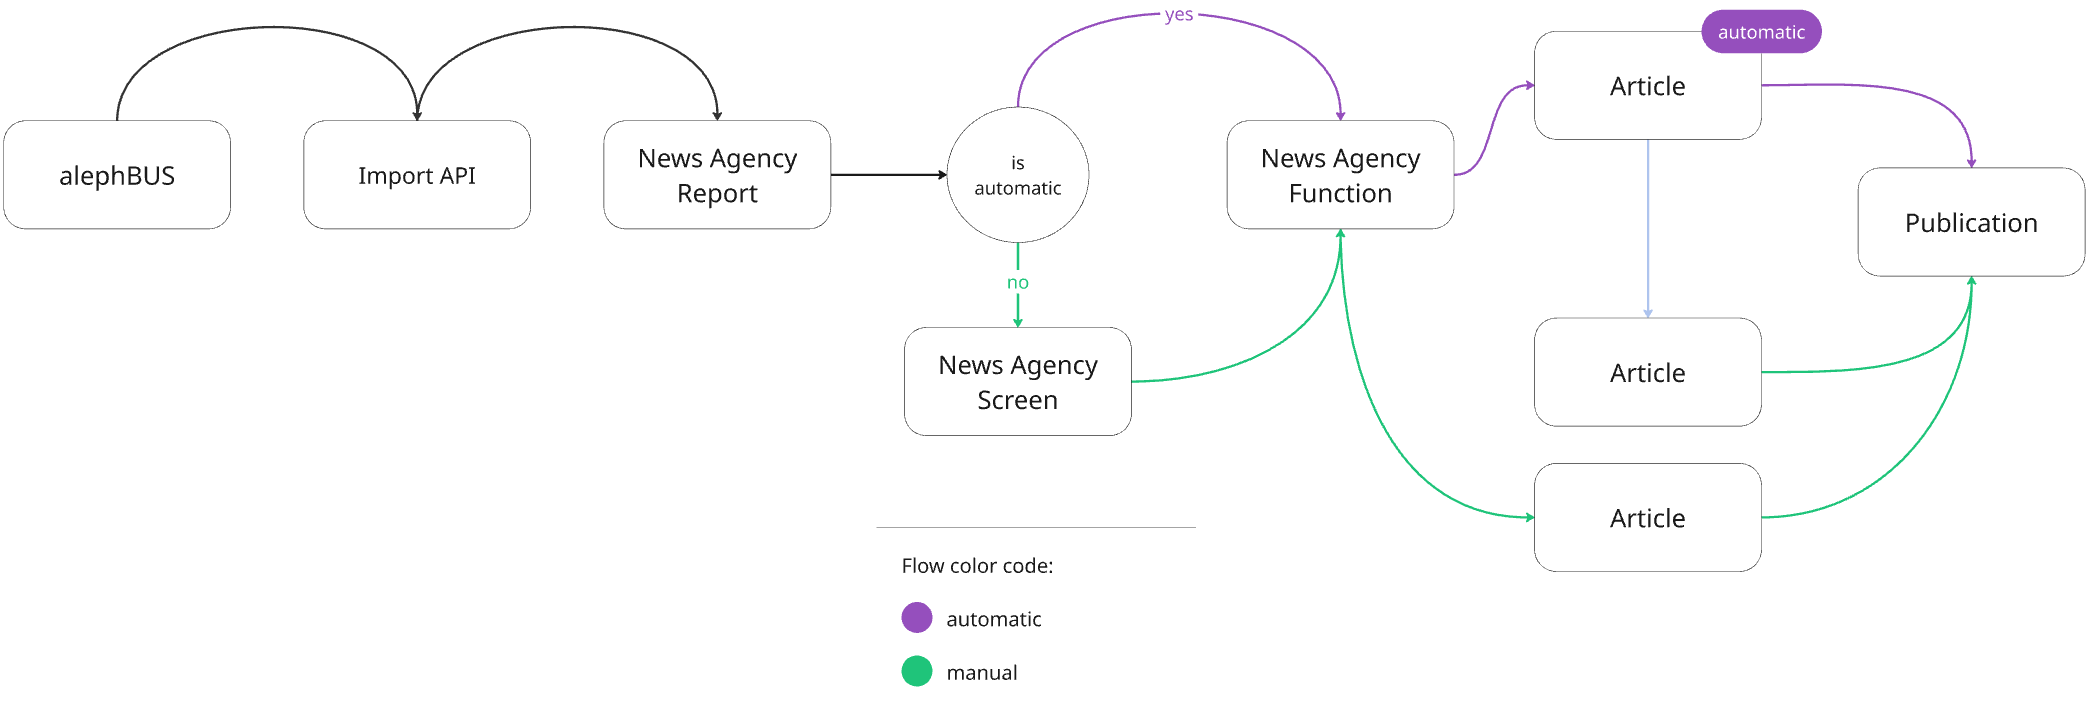 alephBUS
Import API
News Agency
Report
is
automatic
yes
no
News Agency
Screen
News Agency
Function
automatic
Article
Article
Article
Publication
Flow color code:
automatic
manual